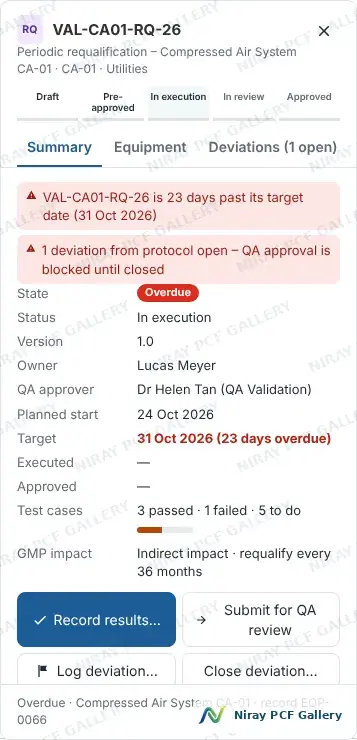 RQ VAL-CA01-RQ-26
Periodic requalification – Compressed Air System
CA-01 · CA-01 · Utilities
Draft
Pre-
approved
In execution
In review
Approved
Summary Equipment Deviations (1 open)
VAL-CA01-RQ-26 is 23 days past its target
date (31 Oct 2026)
1 deviation from protocol open – QA approval is
blocked until closed
State Overdue
Status In execution
Version 1.0
Owner Lucas Meyer
QA approver Dr Helen Tan (QA Validation)
Planned start 24 Oct 2026
Target 31 Oct 2026 (23 days overdue)
Executed —
Approved —
Test cases 3 passed · 1 failed · 5 to do
GMP impact Indirect impact · requalify every
36 months
Record results...
Submit for QA
review
Log deviation... Close deviation...
Overdue · Compressed Air System CA-01 · record EQP-
0066
Niray PCF Gallery
NIRAY PCF GALLERY